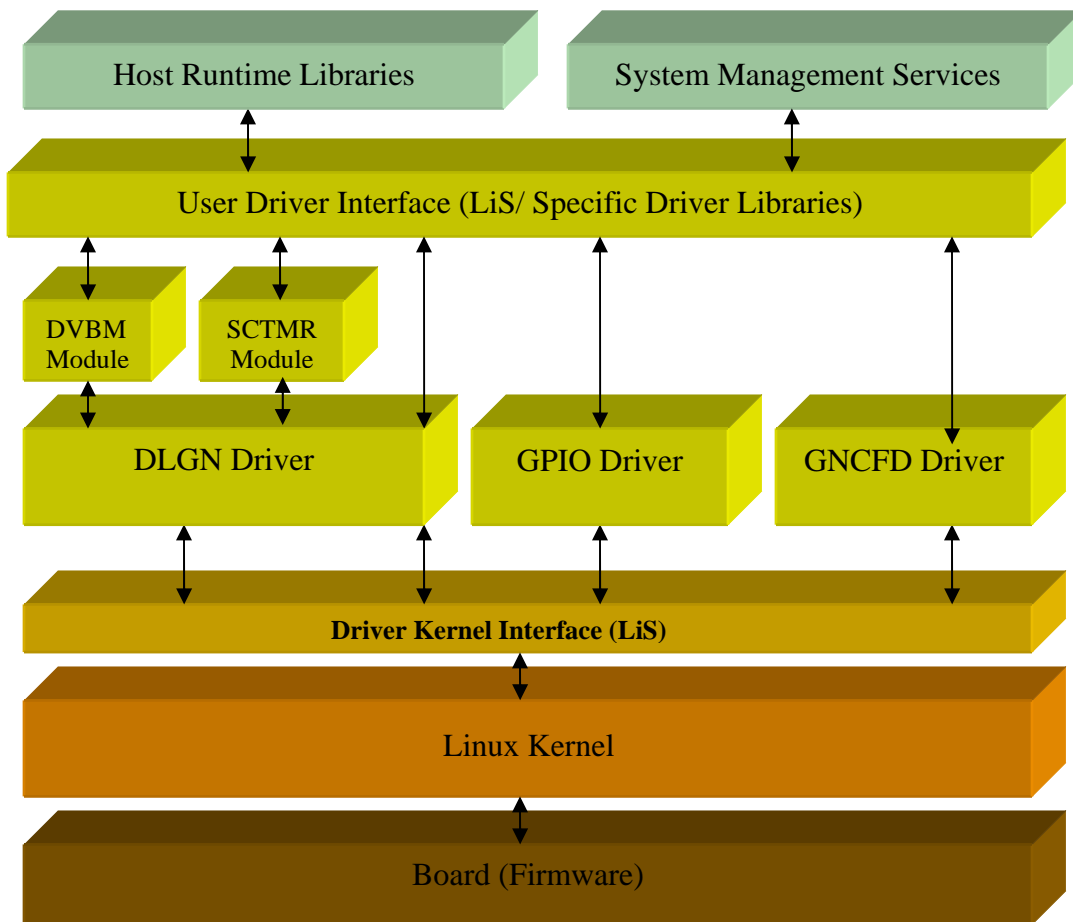 Host Runtime Libraries
System Management Services
User Driver Interface (LiS/ Specific Driver Libraries)
DVBM
Module
SCTMR
Module
DLGN Driver
GPIO Driver
GNCFD Driver
Driver Kernel Interface (LiS)
Linux Kernel
Board (Firmware)